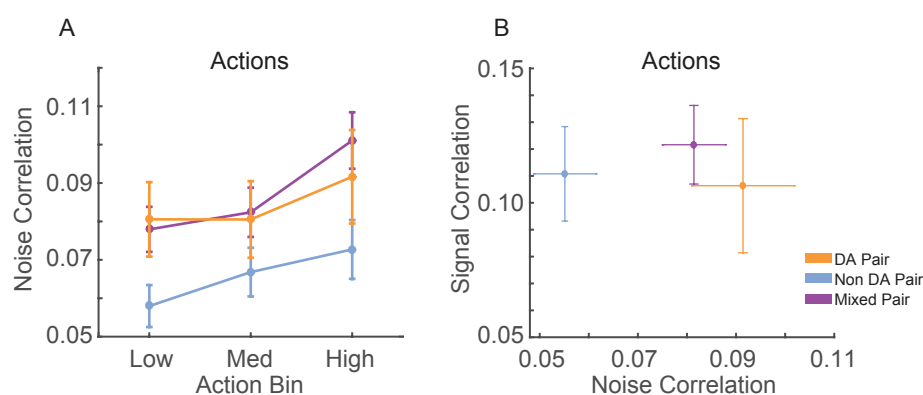 A
Actions
Noise Correlation
0.11
0.09
0.07
0.05
Low Med High
Action Bin
B
Actions
Signal Correlation
0.15
0.10
0.05
0.05 0.07 0.09 0.11
Noise Correlation
DA Pair
Non DA Pair
Mixed Pair